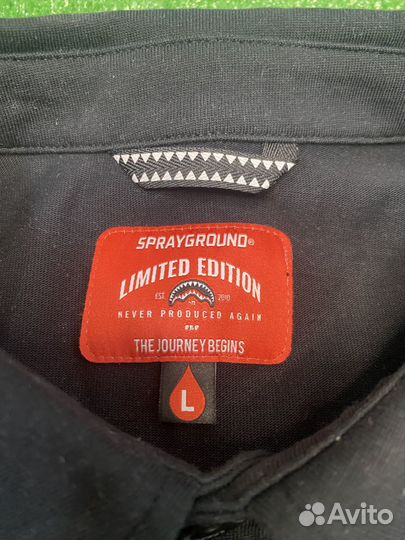 SPRAYGROUND®
LIMITED EDITION
EST. 2010
NEVER PRODUCED AGAIN
THE JOURNEY BEGINS
L
Avito